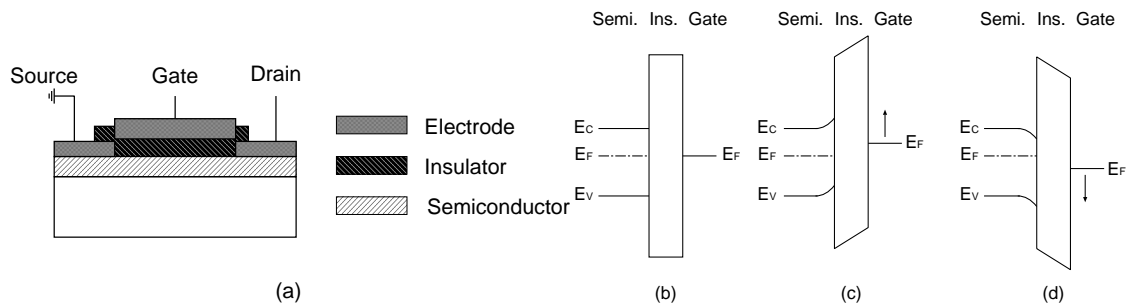 Source
Gate
Drain
Electrode
Insulator
Semiconductor
(a)
Semi. Ins. Gate
EC
EF
EV
EF
(b)
Semi. Ins. Gate
EC
EF
EV
EF
(c)
Semi. Ins. Gate
EC
EF
EV
EF
(d)